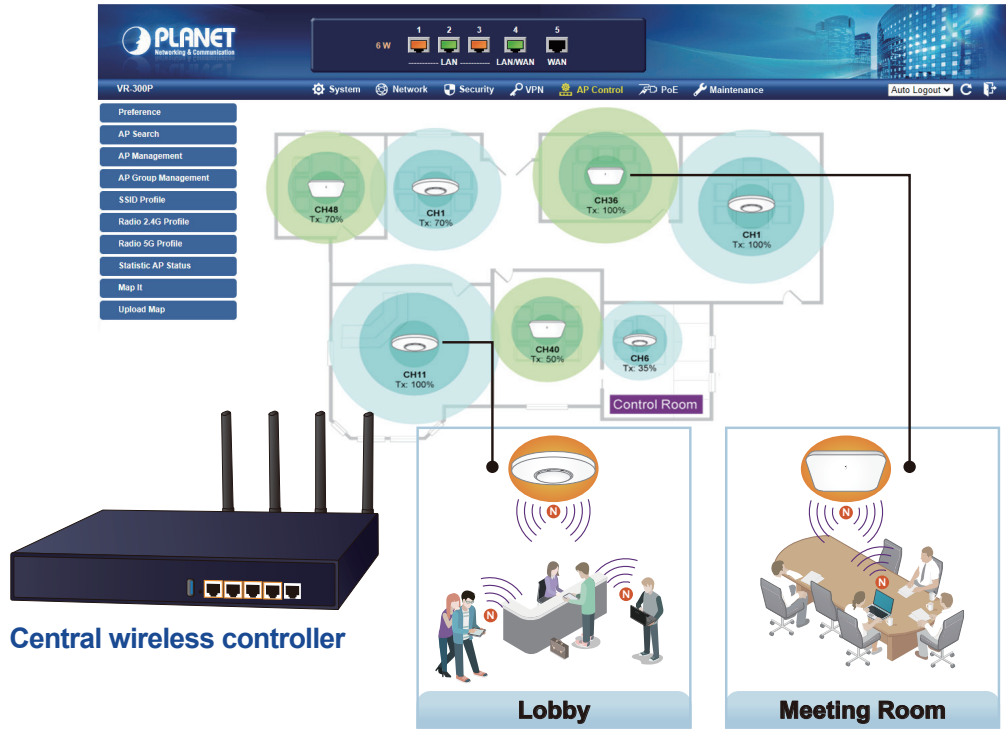 PLANET
Networking & Communication
1 2 3 4 5
6 W
LAN LAN/WAN WAN
VR-300P
System Network Security VPN AP Control PoE Maintenance
Auto Logout
Preference
AP Search
AP Management
AP Group Management
SSID Profile
Radio 2.4G Profile
Radio 5G Profile
Statistic AP Status
Map It
Upload Map
CH48
Tx: 70%
CH1
Tx: 70%
CH36
Tx: 100%
CH1
Tx: 100%
CH11
Tx: 100%
CH40
Tx: 50%
CH6
Tx: 35%
Control Room
Central wireless controller
N
N
N
Lobby
N
N
Meeting Room